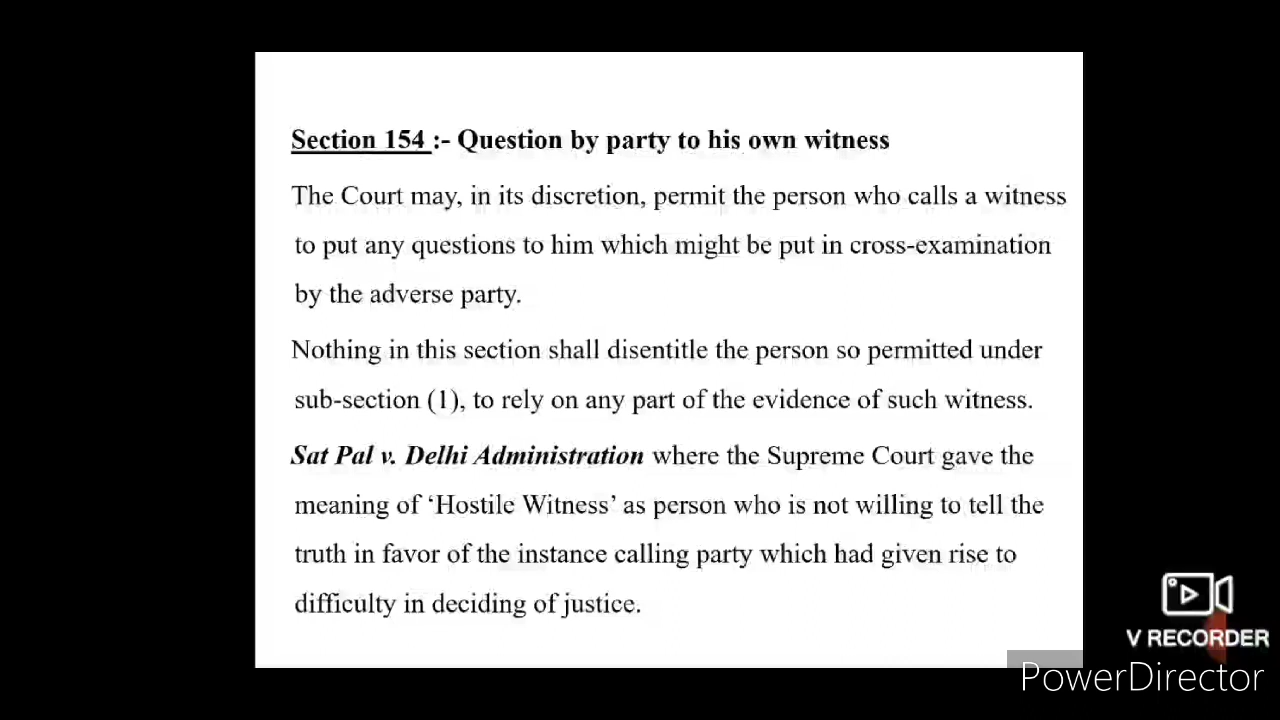 Section 154 :- Question by party to his own witness
The Court may, in its discretion, permit the person who calls a witness
to put any questions to him which might be put in cross-examination
by the adverse party.
Nothing in this section shall disentitle the person so permitted under
sub-section (1), to rely on any part of the evidence of such witness.
Sat Pal v. Delhi Administration where the Supreme Court gave the
meaning of ‘Hostile Witness’ as person who is not willing to tell the
truth in favor of the instance calling party which had given rise to
difficulty in deciding of justice.
V RECORDER
PowerDirector